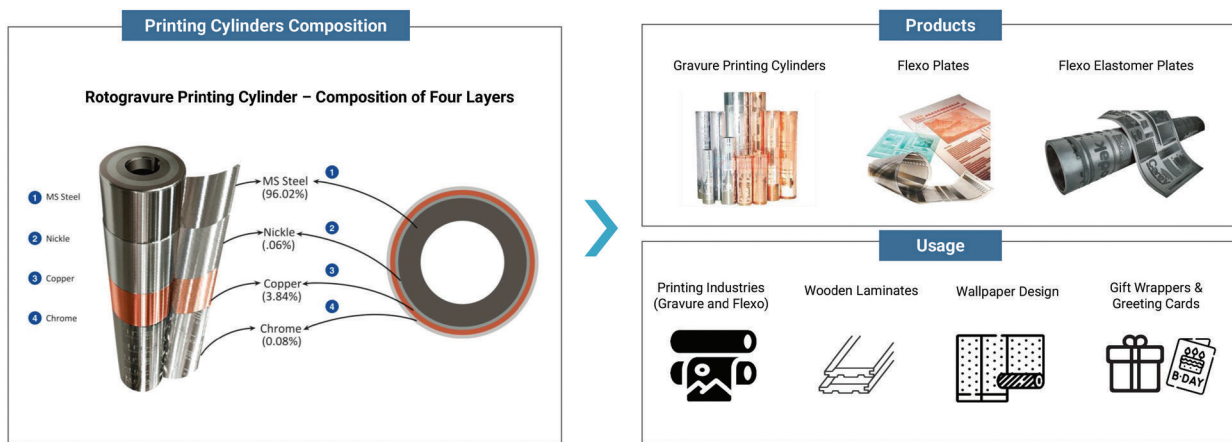 Printing Cylinders Composition
Rotogravure Printing Cylinder – Composition of Four Layers
1 MS Steel
2 Nickle
3 Copper
4 Chrome
MS Steel
(96.02%)
1
Nickle
(.06%)
2
Copper
(3.84%)
3
Chrome
(0.08%)
4
Products
Gravure Printing Cylinders
Flexo Plates
Flexo Elastomer Plates
Usage
Printing Industries
(Gravure and Flexo)
Wooden Laminates
Wallpaper Design
Gift Wrappers &
Greeting Cards
B·DAY